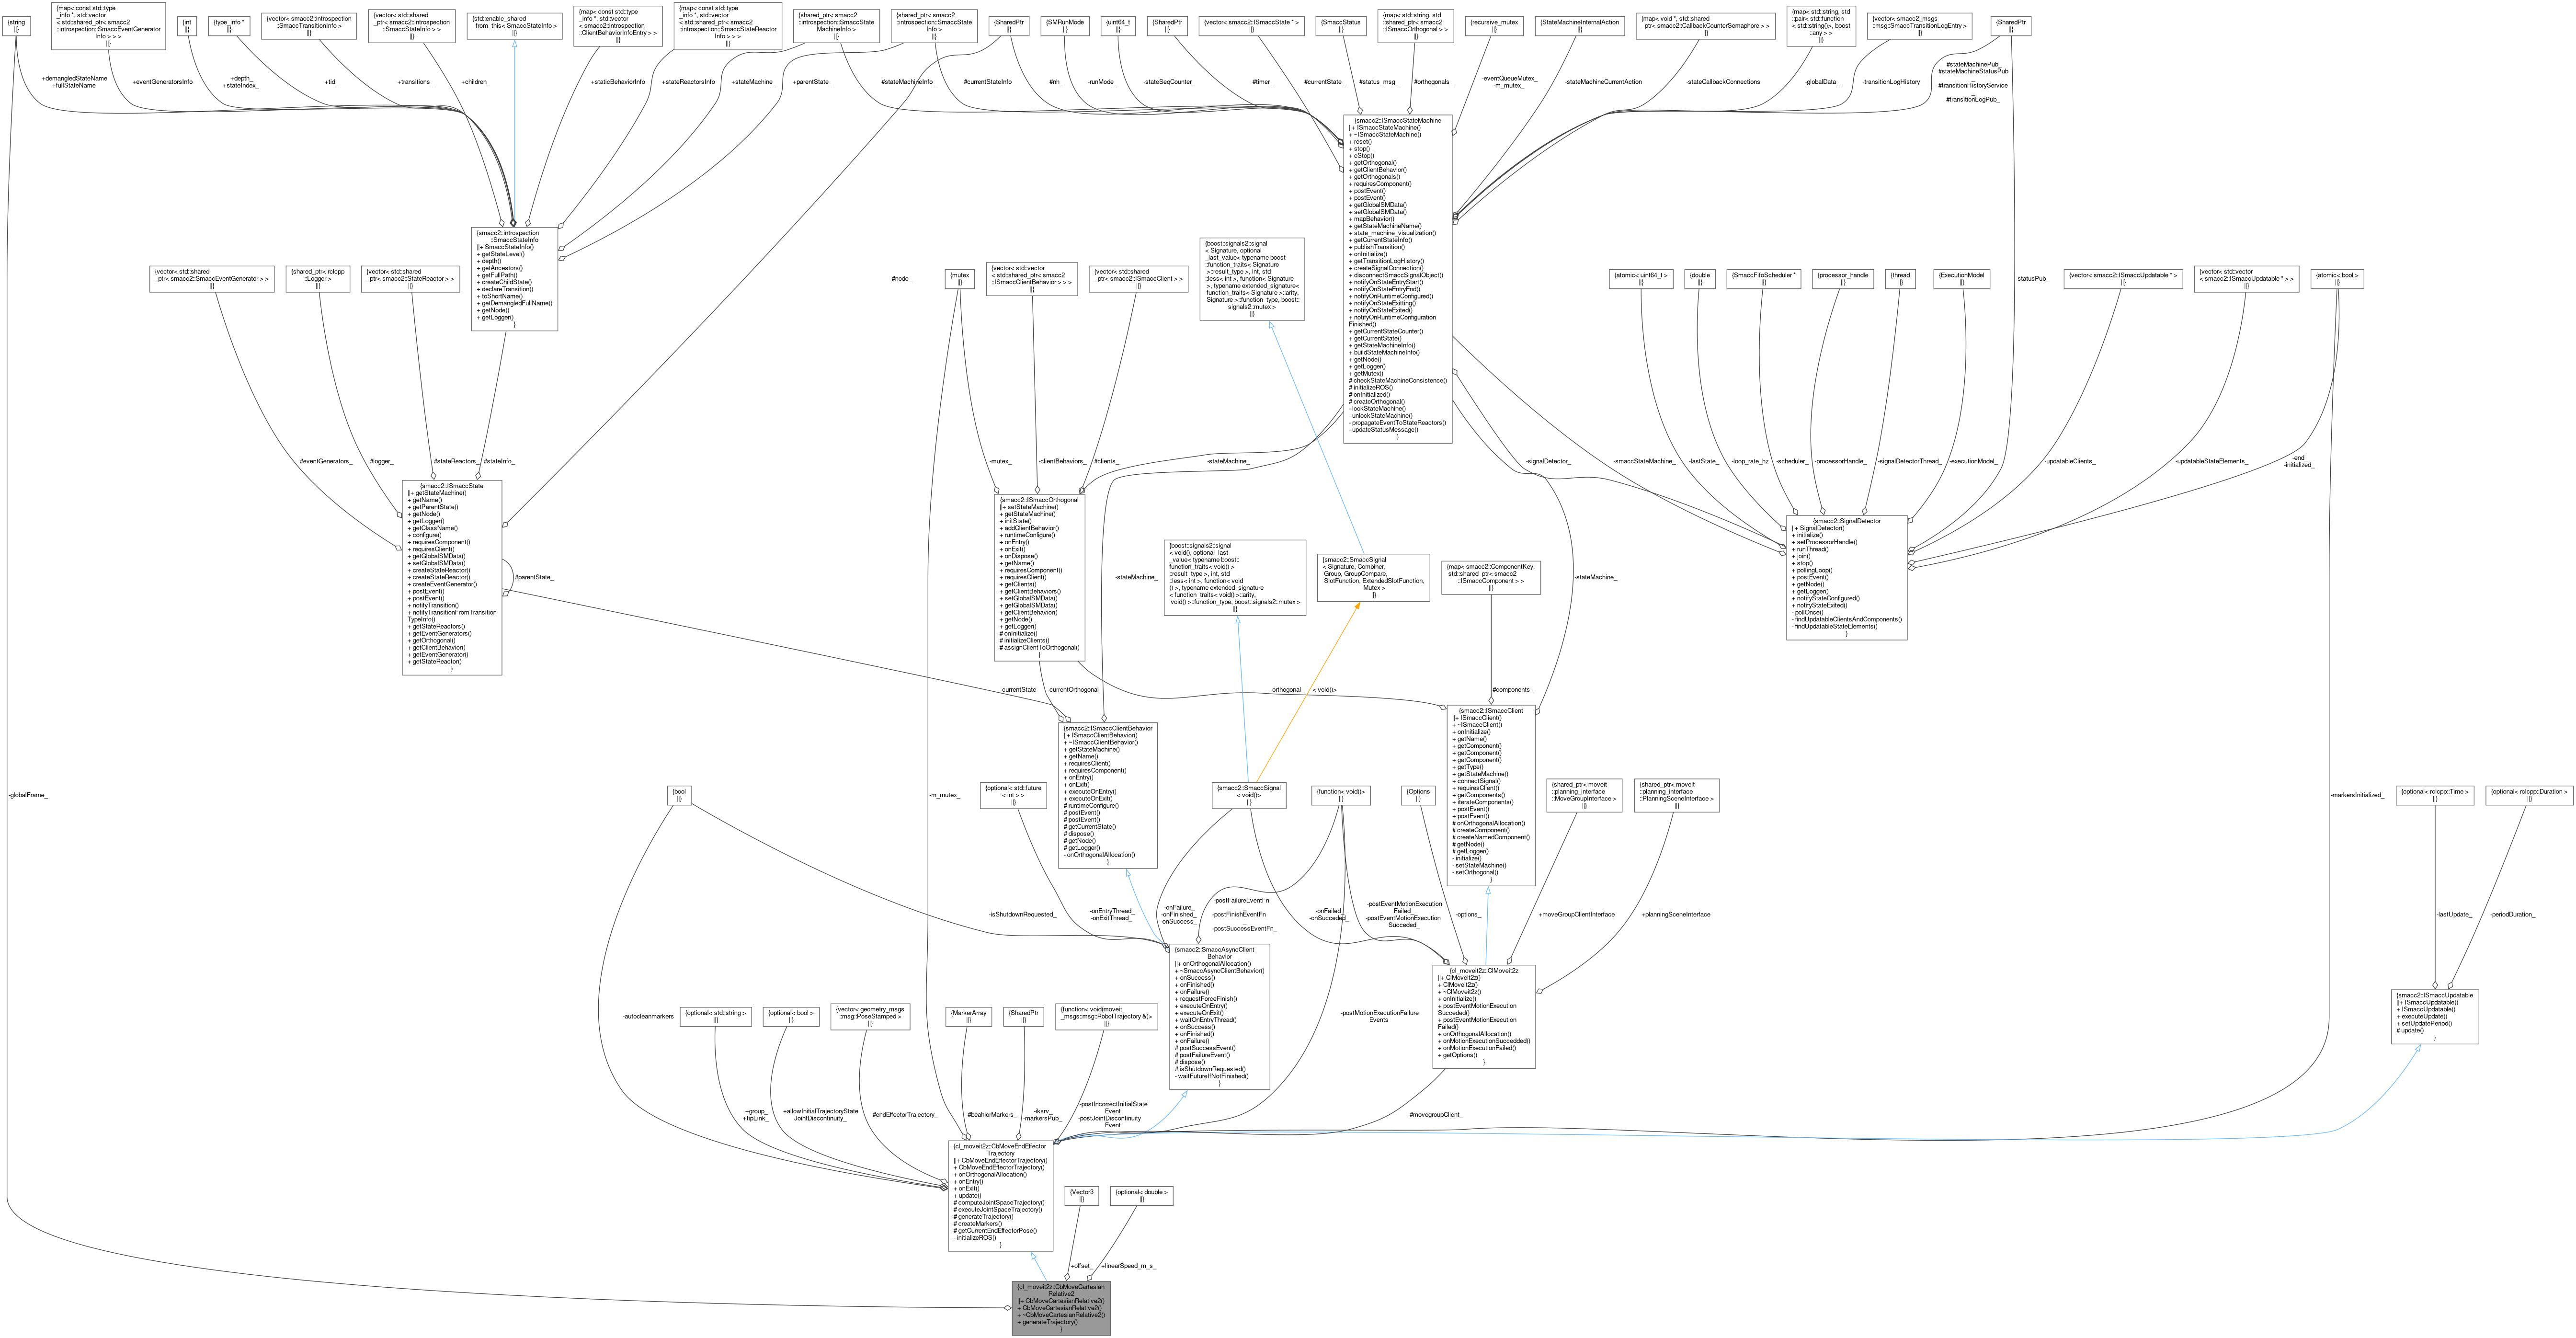 {string
||}
{map< const std::type
_info *, std::vector
< std::shared_ptr< smacc2
::introspection::SmaccEventGenerator
Info > > >
||}
{int
||}
{type_info *
||}
{vector< smacc2::introspection
::SmaccTransitionInfo >
||}
{vector< std::shared
_ptr< smacc2::introspection
::SmaccStateInfo > >
||}
{std::enable_shared
_from_this< SmaccStateInfo >
||}
{map< const std::type
_info *, std::vector
< smacc2::introspection
::ClientBehaviorInfoEntry > >
||}
{map< const std::type
_info *, std::vector
< std::shared_ptr< smacc2
::introspection::SmaccStateReactor
Info > > >
||}
{shared_ptr< smacc2
::introspection::SmaccState
MachineInfo >
||}
{shared_ptr< smacc2
::introspection::SmaccState
Info >
||}
{SharedPtr
||}
{SMRunMode
||}
{uint64_t
||}
{SharedPtr
||}
{vector< smacc2::ISmaccState * >
||}
{SmaccStatus
||}
{map< std::string, std
::shared_ptr< smacc2
::ISmaccOrthogonal > >
||}
{recursive_mutex
||}
{StateMachineInternalAction
||}
{map< void *, std::shared
_ptr< smacc2::CallbackCounterSemaphore > >
||}
{map< std::string, std
::pair< std::function
< std::string()>, boost
::any > >
||}
{vector< smacc2_msgs
::msg::SmaccTransitionLogEntry >
||}
{SharedPtr
||}
+demangledStateName
+fullStateName
+eventGeneratorsInfo
+depth_
+stateIndex_
+tid_
+transitions_
+children_
+staticBehaviorInfo
+stateReactorsInfo
+stateMachine_
+parentState_
#stateMachineInfo_
#currentStateInfo_
#nh_
-runMode_
-stateSeqCounter_
#timer_
#currentState_
#status_msg_
#orthogonals_
-eventQueueMutex_
-m_mutex_
-stateMachineCurrentAction
-stateCallbackConnections
-globalData_
-transitionLogHistory_
#stateMachinePub_
#stateMachineStatusPub
_
#transitionHistoryService
_
#transitionLogPub_
{smacc2::ISmaccStateMachine
||+ ISmaccStateMachine()
+ ~ISmaccStateMachine()
+ reset()
+ stop()
+ eStop()
+ getOrthogonal()
+ getClientBehavior()
+ getOrthogonals()
+ requiresComponent()
+ postEvent()
+ postEvent()
+ getGlobalSMData()
+ setGlobalSMData()
+ mapBehavior()
+ getStateMachineName()
+ state_machine_visualization()
+ getCurrentStateInfo()
+ publishTransition()
+ onInitialize()
+ getTransitionLogHistory()
+ createSignalConnection()
+ disconnectSmaccSignalObject()
+ notifyOnStateEntryStart()
+ notifyOnStateEntryEnd()
+ notifyOnRuntimeConfigured()
+ notifyOnStateExitting()
+ notifyOnStateExited()
+ notifyOnRuntimeConfiguration
Finished()
+ getCurrentStateCounter()
+ getCurrentState()
+ getStateMachineInfo()
+ buildStateMachineInfo()
+ getNode()
+ getLogger()
+ getMutex()
# checkStateMachineConsistence()
# initializeROS()
# onInitialized()
# createOrthogonal()
- lockStateMachine()
- unlockStateMachine()
- propagateEventToStateReactors()
- updateStatusMessage()
}
{smacc2::introspection
::SmaccStateInfo
||+ SmaccStateInfo()
+ getStateLevel()
+ depth()
+ getAncestors()
+ getFullPath()
+ createChildState()
+ declareTransition()
+ toShortName()
+ getDemangledFullName()
+ getNode()
+ getLogger()
}
{boost::signals2::signal
< Signature, optional
_last_value< typename boost
::function_traits< Signature
>::result_type >, int, std
::less< int >, function< Signature
>, typename extended_signature<
function_traits< Signature >::arity,
Signature >::function_type, boost::
signals2::mutex >
||}
{vector< std::shared
_ptr< smacc2::SmaccEventGenerator > >
||}
{shared_ptr< rclcpp
::Logger >
||}
{vector< std::shared
_ptr< smacc2::StateReactor > >
||}
#node_
{mutex
||}
{vector< std::vector
< std::shared_ptr< smacc2
::ISmaccClientBehavior > > >
||}
{vector< std::shared
_ptr< smacc2::ISmaccClient > >
||}
-statusPub_
{atomic< uint64_t >
||}
{double
||}
{SmaccFifoScheduler *
||}
{processor_handle
||}
{thread
||}
{ExecutionModel
||}
{vector< smacc2::ISmaccUpdatable * >
||}
{vector< std::vector
< smacc2::ISmaccUpdatable * > >
||}
{atomic< bool >
||}
#eventGenerators_
#logger_
#stateReactors_
#stateInfo_
-mutex_
-clientBehaviors_
#clients_
-stateMachine_
-signalDetector_
-smaccStateMachine_
-lastState_
-loop_rate_hz
-scheduler_
-processorHandle_
-signalDetectorThread_
-executionModel_
-updatableClients_
-updatableStateElements_
-end_
-initialized_
{smacc2::ISmaccState
||+ getStateMachine()
+ getName()
+ getParentState()
+ getNode()
+ getLogger()
+ getClassName()
+ configure()
+ requiresComponent()
+ requiresClient()
+ getGlobalSMData()
+ setGlobalSMData()
+ createStateReactor()
+ createStateReactor()
+ createEventGenerator()
+ postEvent()
+ postEvent()
+ notifyTransition()
+ notifyTransitionFromTransition
TypeInfo()
+ getStateReactors()
+ getEventGenerators()
+ getOrthogonal()
+ getClientBehavior()
+ getEventGenerator()
+ getStateReactor()
}
#parentState_
{smacc2::ISmaccOrthogonal
||+ setStateMachine()
+ getStateMachine()
+ initState()
+ addClientBehavior()
+ runtimeConfigure()
+ onEntry()
+ onExit()
+ onDispose()
+ getName()
+ requiresComponent()
+ requiresClient()
+ getClients()
+ getClientBehaviors()
+ setGlobalSMData()
+ getGlobalSMData()
+ getClientBehavior()
+ getNode()
+ getLogger()
# onInitialize()
# initializeClients()
# assignClientToOrthogonal()
}
{smacc2::SignalDetector
||+ SignalDetector()
+ initialize()
+ setProcessorHandle()
+ runThread()
+ join()
+ stop()
+ pollingLoop()
+ postEvent()
+ getNode()
+ getLogger()
+ notifyStateConfigured()
+ notifyStateExited()
- pollOnce()
- findUpdatableClientsAndComponents()
- findUpdatableStateElements()
}
{boost::signals2::signal
< void(), optional_last
_value< typename boost::
function_traits< void()
>::result_type >, int, std
::less< int >, function< void
() >, typename extended_signature
< function_traits< void() >::arity,
void() >::function_type, boost::signals2::mutex >
||}
{smacc2::SmaccSignal
< Signature, Combiner,
Group, GroupCompare,
SlotFunction, ExtendedSlotFunction,
Mutex >
||}
{map< smacc2::ComponentKey,
std::shared_ptr< smacc2
::ISmaccComponent > >
||}
-stateMachine_
-stateMachine_
-currentState
-currentOrthogonal
-orthogonal_
< void()>
#components_
{smacc2::ISmaccClientBehavior
||+ ISmaccClientBehavior()
+ ~ISmaccClientBehavior()
+ getStateMachine()
+ getName()
+ requiresClient()
+ requiresComponent()
+ onEntry()
+ onExit()
+ executeOnEntry()
+ executeOnExit()
# runtimeConfigure()
# postEvent()
# postEvent()
# getCurrentState()
# dispose()
# getNode()
# getLogger()
- onOrthogonalAllocation()
}
{smacc2::ISmaccClient
||+ ISmaccClient()
+ ~ISmaccClient()
+ onInitialize()
+ getName()
+ getComponent()
+ getComponent()
+ getComponent()
+ getType()
+ getStateMachine()
+ connectSignal()
+ requiresClient()
+ getComponents()
+ iterateComponents()
+ postEvent()
+ postEvent()
# onOrthogonalAllocation()
# createComponent()
# createNamedComponent()
# getNode()
# getLogger()
- initialize()
- setStateMachine()
- setOrthogonal()
}
-globalFrame_
{bool
||}
-m_mutex_
{optional< std::future
< int > >
||}
{smacc2::SmaccSignal
< void()>
||}
{function< void()>
||}
{Options
||}
{shared_ptr< moveit
::planning_interface
::MoveGroupInterface >
||}
{shared_ptr< moveit
::planning_interface
::PlanningSceneInterface >
||}
-markersInitialized_
{optional< rclcpp::Time >
||}
{optional< rclcpp::Duration >
||}
-isShutdownRequested_
-onEntryThread_
-onExitThread_
-onFailure_
-onFinished_
-onSuccess_
-postFailureEventFn
_
-postFinishEventFn
_
-postSuccessEventFn_
-onFailed_
-onSucceded_
-postEventMotionExecution
Failed_
-postEventMotionExecution
Succeded_
-options_
+moveGroupClientInterface
+planningSceneInterface
-lastUpdate_
-periodDuration_
{smacc2::SmaccAsyncClient
Behavior
||+ onOrthogonalAllocation()
+ ~SmaccAsyncClientBehavior()
+ onSuccess()
+ onFinished()
+ onFailure()
+ requestForceFinish()
+ executeOnEntry()
+ executeOnExit()
+ waitOnEntryThread()
+ onSuccess()
+ onFinished()
+ onFailure()
# postSuccessEvent()
# postFailureEvent()
# dispose()
# isShutdownRequested()
- waitFutureIfNotFinished()
}
{cl_moveit2z::ClMoveit2z
||+ ClMoveit2z()
+ ClMoveit2z()
+ ~ClMoveit2z()
+ onInitialize()
+ postEventMotionExecution
Succeded()
+ postEventMotionExecution
Failed()
+ onOrthogonalAllocation()
+ onMotionExecutionSuccedded()
+ onMotionExecutionFailed()
+ getOptions()
}
{smacc2::ISmaccUpdatable
||+ ISmaccUpdatable()
+ ISmaccUpdatable()
+ executeUpdate()
+ setUpdatePeriod()
# update()
}
-autocleanmarkers
{optional< std::string >
||}
{optional< bool >
||}
{vector< geometry_msgs
::msg::PoseStamped >
||}
{MarkerArray
||}
{SharedPtr
||}
{function< void(moveit
_msgs::msg::RobotTrajectory &)>
||}
-postMotionExecutionFailure
Events
+group_
+tipLink_
+allowInitialTrajectoryState
JointDiscontinuity_
#endEffectorTrajectory_
#beahiorMarkers_
-iksrv_
-markersPub_
-postIncorrectInitialState
Event
-postJointDiscontinuity
Event
#movegroupClient_
{cl_moveit2z::CbMoveEndEffector
Trajectory
||+ CbMoveEndEffectorTrajectory()
+ CbMoveEndEffectorTrajectory()
+ onOrthogonalAllocation()
+ onEntry()
+ onExit()
+ update()
# computeJointSpaceTrajectory()
# executeJointSpaceTrajectory()
# generateTrajectory()
# createMarkers()
# getCurrentEndEffectorPose()
- initializeROS()
}
{Vector3
||}
{optional< double >
||}
+offset_
+linearSpeed_m_s_
{cl_moveit2z::CbMoveCartesian
Relative2
||+ CbMoveCartesianRelative2()
+ CbMoveCartesianRelative2()
+ ~CbMoveCartesianRelative2()
+ generateTrajectory()
}